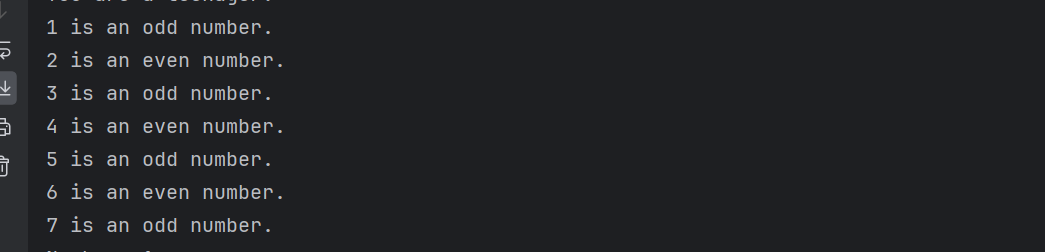 1 is an odd number.
2 is an even number.
3 is an odd number.
4 is an even number.
5 is an odd number.
6 is an even number.
7 is an odd number.